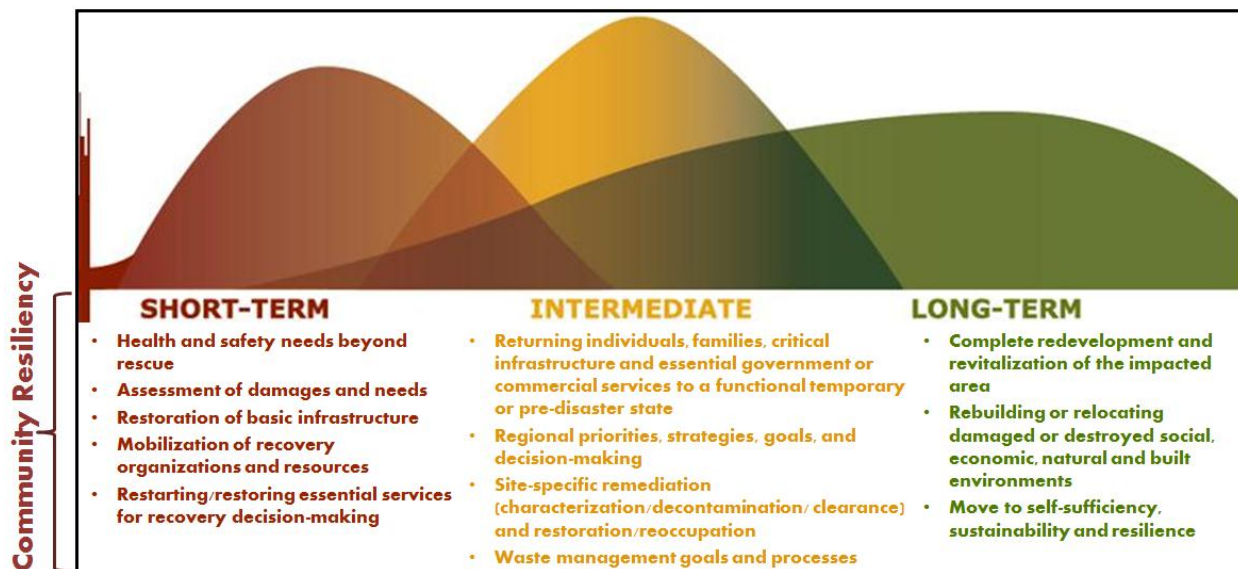 Community Resiliency
SHORT-TERM
• Health and safety needs beyond
rescue
• Assessment of damages and needs
• Restoration of basic infrastructure
• Mobilization of recovery
organizations and resources
• Restarting/restoring essential services
for recovery decision-making
INTERMEDIATE
• Returning individuals, families, critical
infrastructure and essential government or
commercial services to a functional temporary
or pre-disaster state
• Regional priorities, strategies, goals, and
decision-making
• Site-specific remediation
(characterization/decontamination/ clearance)
and restoration/reoccupation
• Waste management goals and processes
LONG-TERM
• Complete redevelopment and
revitalization of the impacted
area
• Rebuilding or relocating
damaged or destroyed social,
economic, natural and built
environments
• Move to self-sufficiency,
sustainability and resilience